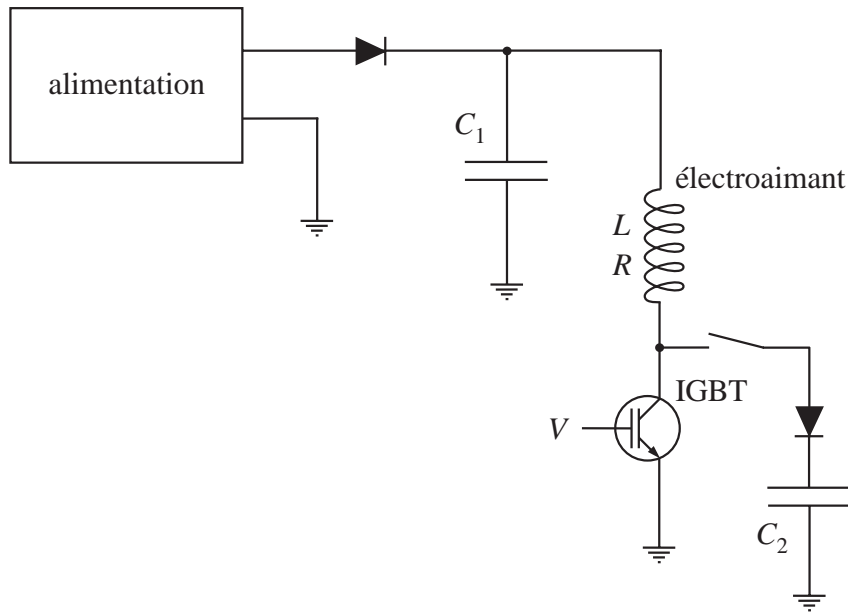 alimentation
C1
électroaimant
L
R
IGBT
V
C2